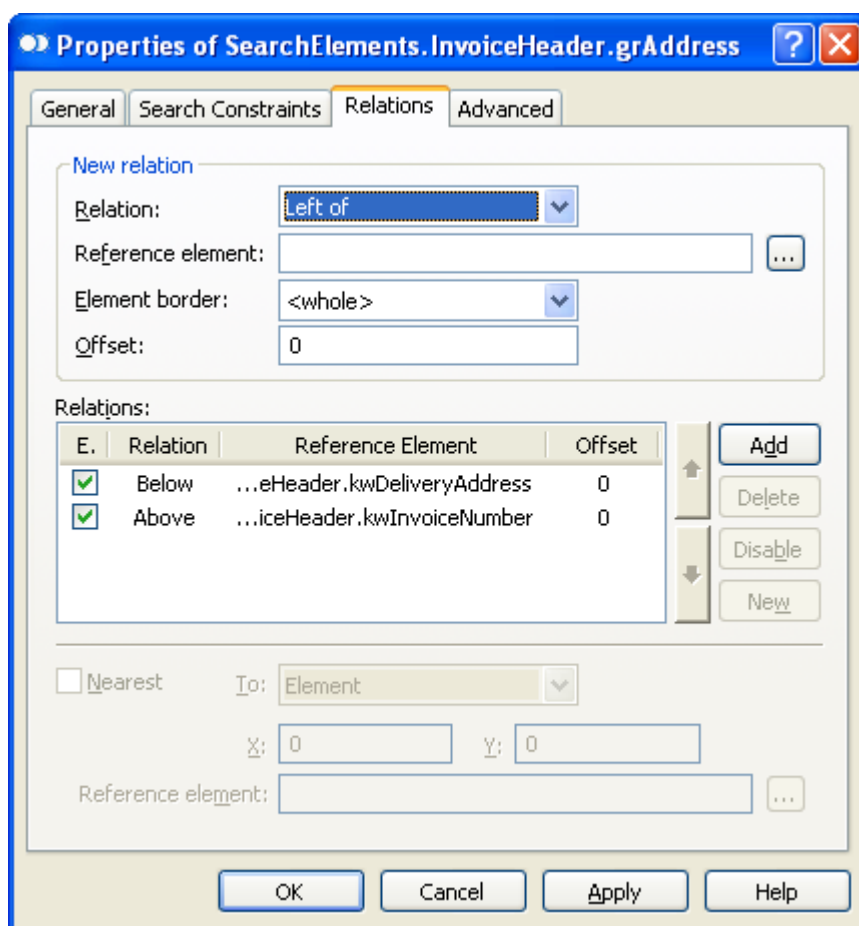 Properties of SearchElements.InvoiceHeader.grAddress ?
General Search Constraints Relations Advanced
New relation
Relation: Left of
Reference element: ...
Element border: <whole>
Offset: 0
Relations:
E. Relation Reference Element Offset
Below ...eHeader.kwDeliveryAddress 0
Above ...iceHeader.kwInvoiceNumber 0
Add
Delete
Disable
New
Nearest To: Element
X: 0 Y: 0
Reference element: ...
OK Cancel Apply Help